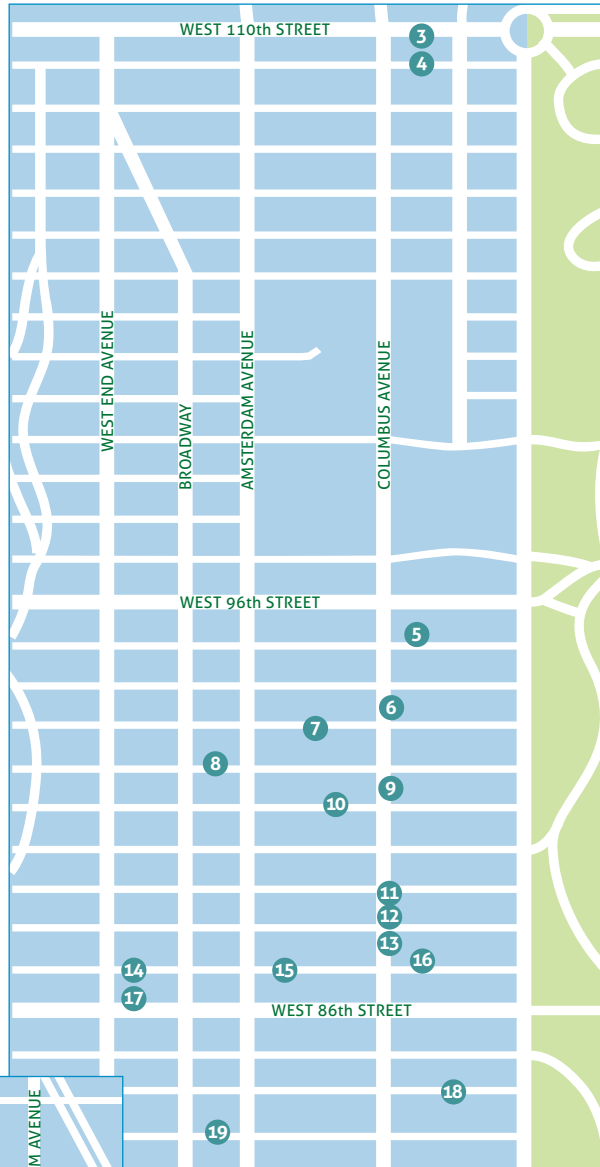 WEST 110th STREET
3
4
WEST END AVENUE
BROADWAY
AMSTERDAM AVENUE
COLUMBUS AVENUE
WEST 96th STREET
5
6
7
8
9
10
11
12
13
16
14
15
17
WEST 86th STREET
18
19
M AVENUE